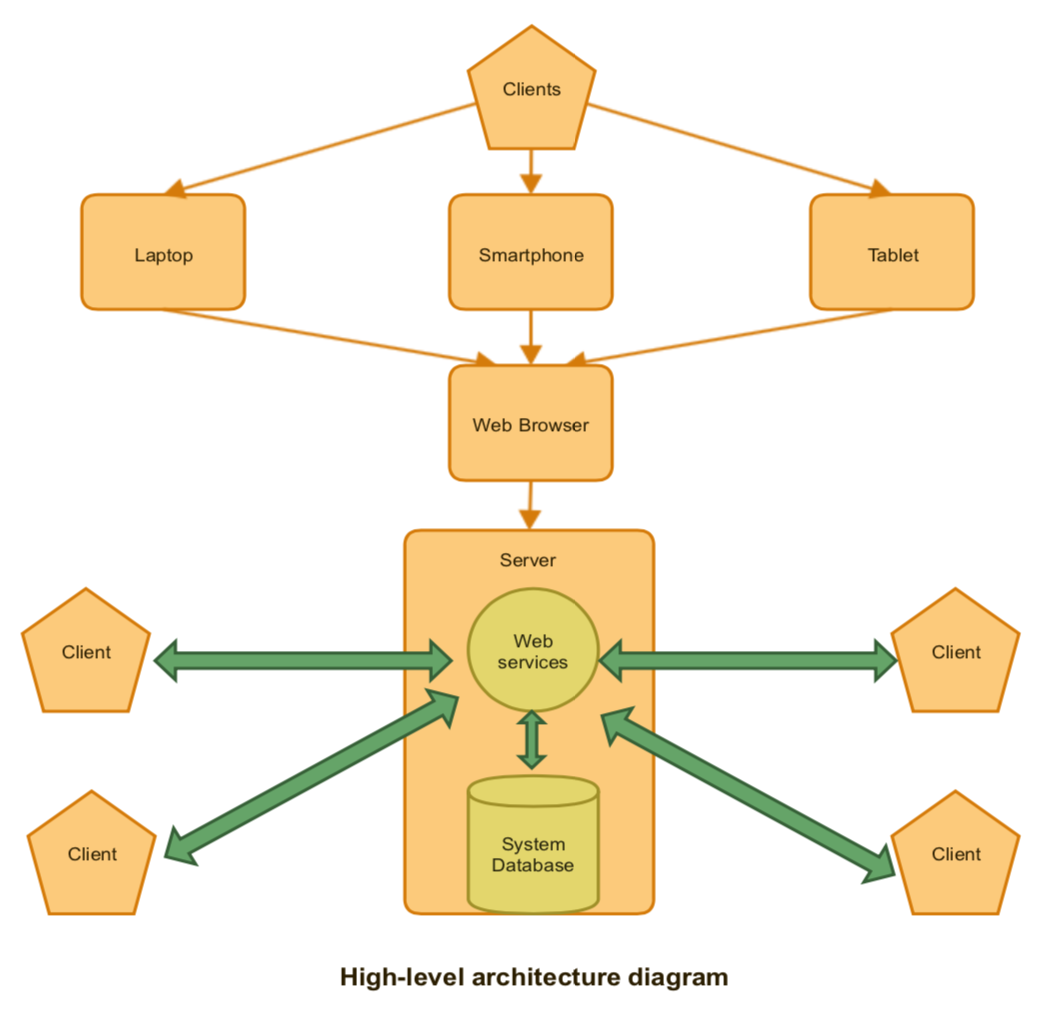 Clients
Laptop
Smartphone
Tablet
Web Browser
Server
Client
Web
services
Client
Client
System
Database
Client
High-level architecture diagram